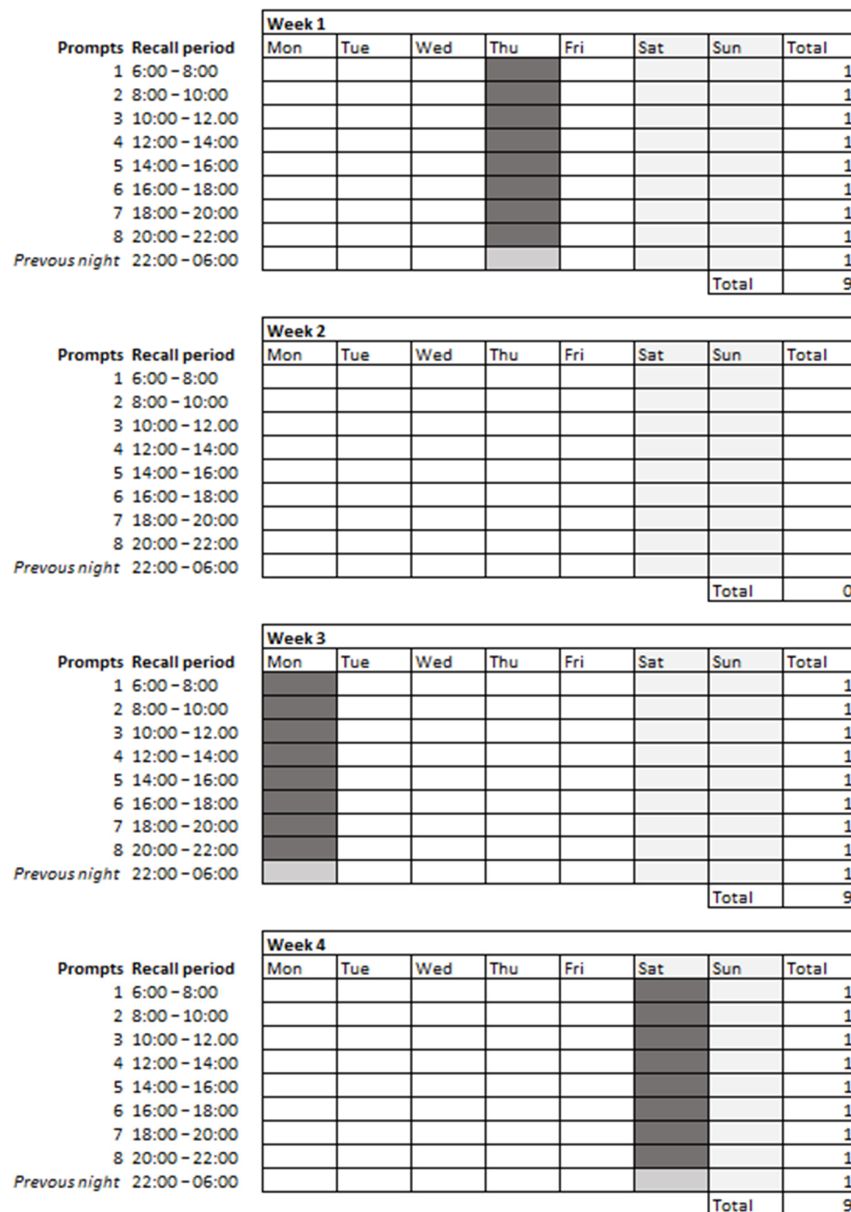 Week 1
Prompts Recall period Mon Tue Wed Thu Fri Sat Sun Total
1 6:00 – 8:00 1
2 8:00 – 10:00 1
3 10:00 – 12.00 1
4 12:00 – 14:00 1
5 14:00 – 16:00 1
6 16:00 – 18:00 1
7 18:00 – 20:00 1
8 20:00 – 22:00 1
Prevous night 22:00 – 06:00 1
Total 9
Week 2
Prompts Recall period Mon Tue Wed Thu Fri Sat Sun Total
1 6:00 – 8:00
2 8:00 – 10:00
3 10:00 – 12.00
4 12:00 – 14:00
5 14:00 – 16:00
6 16:00 – 18:00
7 18:00 – 20:00
8 20:00 – 22:00
Prevous night 22:00 – 06:00
Total 0
Week 3
Prompts Recall period Mon Tue Wed Thu Fri Sat Sun Total
1 6:00 – 8:00 1
2 8:00 – 10:00 1
3 10:00 – 12.00 1
4 12:00 – 14:00 1
5 14:00 – 16:00 1
6 16:00 – 18:00 1
7 18:00 – 20:00 1
8 20:00 – 22:00 1
Prevous night 22:00 – 06:00 1
Total 9
Week 4
Prompts Recall period Mon Tue Wed Thu Fri Sat Sun Total
1 6:00 – 8:00 1
2 8:00 – 10:00 1
3 10:00 – 12.00 1
4 12:00 – 14:00 1
5 14:00 – 16:00 1
6 16:00 – 18:00 1
7 18:00 – 20:00 1
8 20:00 – 22:00 1
Prevous night 22:00 – 06:00 1
Total 9